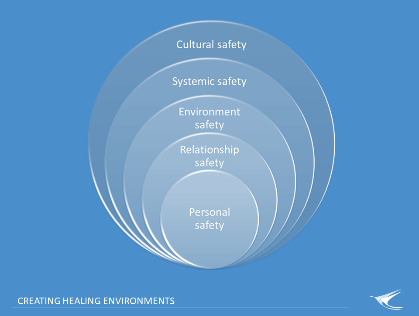 Cultural safety
Systemic safety
Environment
safety
Relationship
safety
Personal
safety
CREATING HEALING ENVIRONMENTS